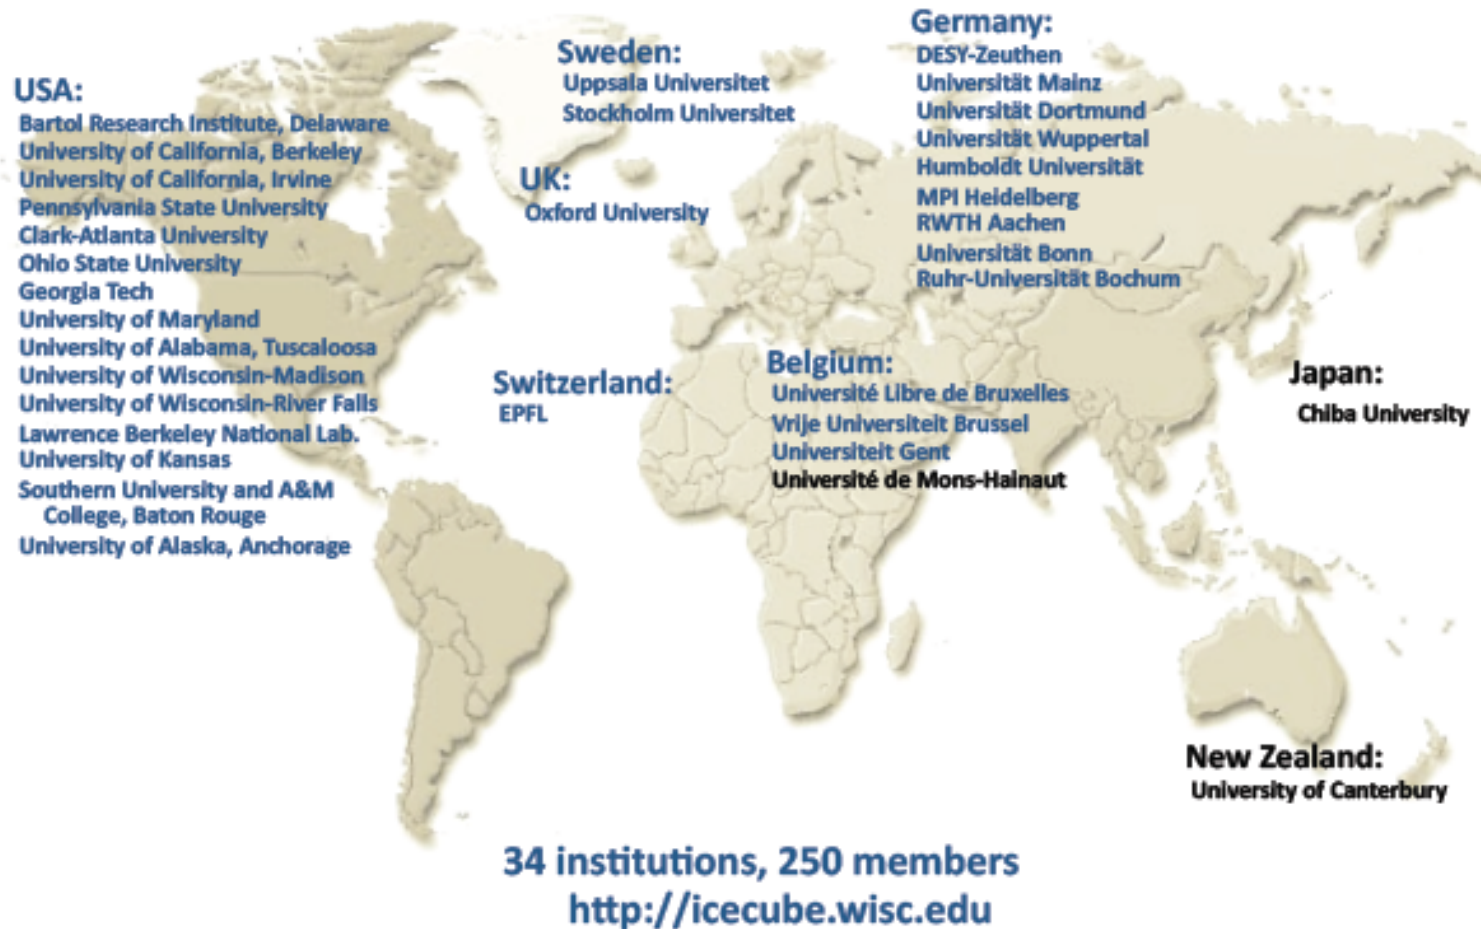 USA:
Bartol Research Institute, Delaware
University of California, Berkeley
University of California, Irvine
Pennsylvania State University
Clark-Atlanta University
Ohio State University
Georgia Tech
University of Maryland
University of Alabama, Tuscaloosa
University of Wisconsin-Madison
University of Wisconsin-River Falls
Lawrence Berkeley National Lab.
University of Kansas
Southern University and A&M
College, Baton Rouge
University of Alaska, Anchorage
Sweden:
Uppsala Universitet
Stockholm Universitet
UK:
Oxford University
Germany:
DESY-Zeuthen
Universität Mainz
Universität Dortmund
Universität Wuppertal
Humboldt Universität
MPI Heidelberg
RWTH Aachen
Universität Bonn
Ruhr-Universität Bochum
Switzerland:
EPFL
Belgium:
Université Libre de Bruxelles
Vrije Universiteit Brussel
Universiteit Gent
Université de Mons-Hainaut
Japan:
Chiba University
New Zealand:
University of Canterbury
34 institutions, 250 members
http://icecube.wisc.edu